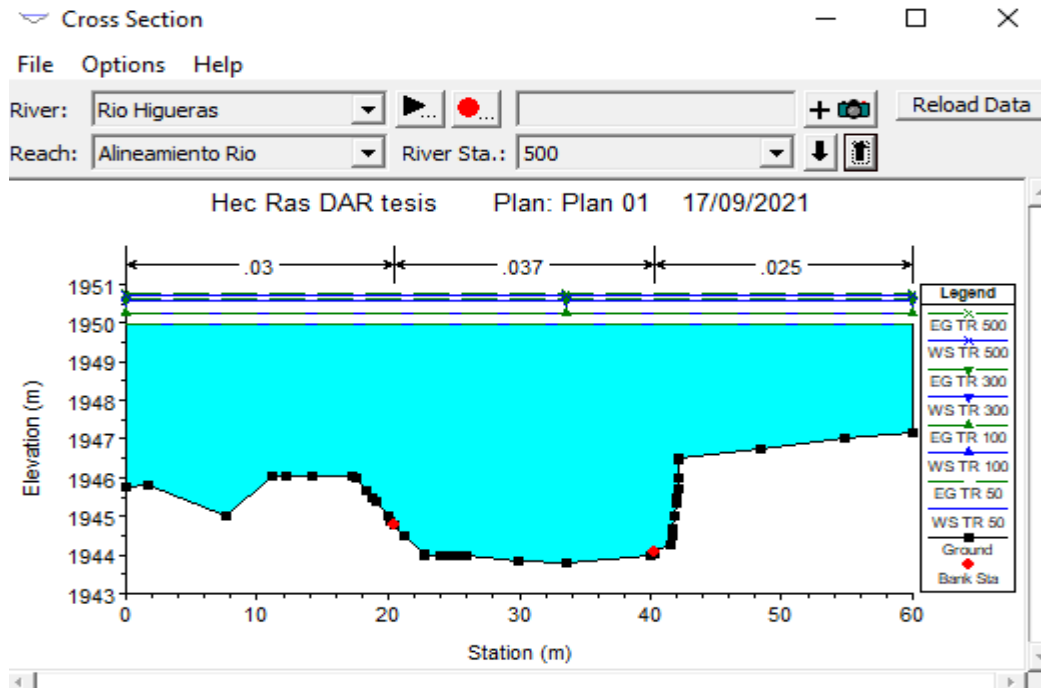 Cross Section
File Options Help
River: Rio Higueras ... ... + Reload Data
Reach: Alineamiento Rio River Sta.: 500
Hec Ras DAR tesis Plan: Plan 01 17/09/2021
.03 .037 .025
1951
1950
1949
1948
1947
1946
1945
1944
1943
Elevation (m)
0 10 20 30 40 50 60
Station (m)
Legend
EG TR 500
WS TR 500
EG TR 300
WS TR 300
EG TR 100
WS TR 100
EG TR 50
WS TR 50
Ground
Bank Sta